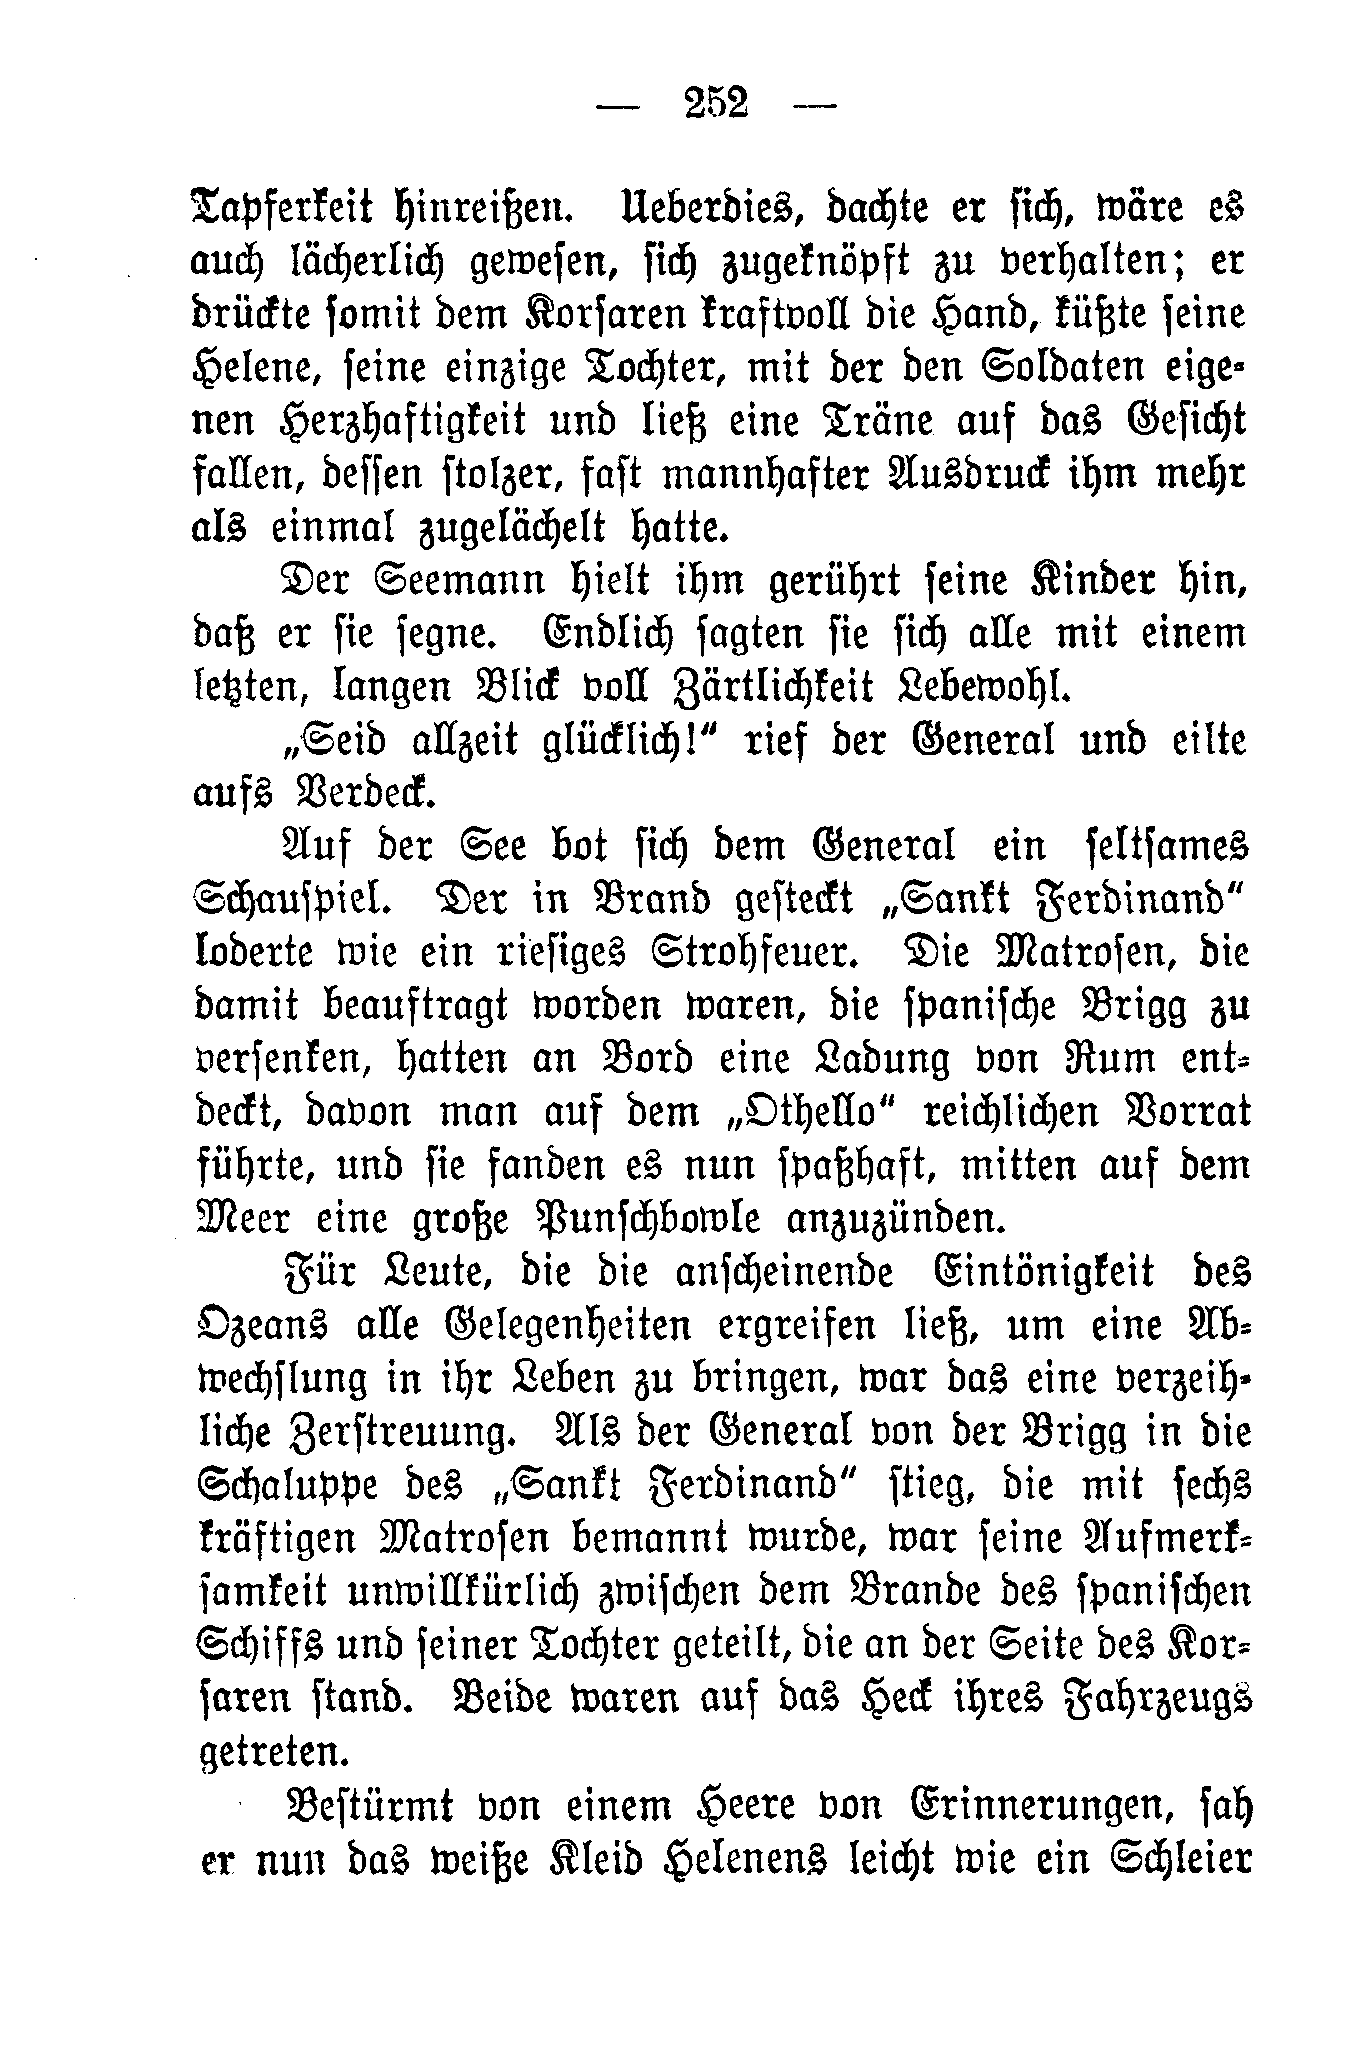 — 252 —
Tapferkeit hinreißen. Ueberdies, dachte er sich, wäre es
auch lächerlich gewesen, sich zugeknöpft zu verhalten; er
drückte somit dem Korsaren kraftvoll die Hand, küßte seine
Helene, seine einzige Tochter, mit der den Soldaten eige-
nen Herzhaftigkeit und ließ eine Träne auf das Gesicht
fallen, dessen stolzer, fast mannhafter Ausdruck ihm mehr
als einmal zugelächelt hatte.
Der Seemann hielt ihm gerührt seine Kinder hin,
daß er sie segne. Endlich sagten sie sich alle mit einem
letzten, langen Blick voll Zärtlichkeit Lebewohl.
„Seid allzeit glücklich!“ rief der General und eilte
aufs Verdeck.
Auf der See bot sich dem General ein seltsames
Schauspiel. Der in Brand gesteckt „Sankt Ferdinand“
loderte wie ein riesiges Strohfeuer. Die Matrosen, die
damit beauftragt worden waren, die spanische Brigg zu
versenken, hatten an Bord eine Ladung von Rum ent-
deckt, davon man auf dem „Othello“ reichlichen Vorrat
führte, und sie fanden es nun spaßhaft, mitten auf dem
Meer eine große Punschbowle anzuzünden.
Für Leute, die die anscheinende Eintönigkeit des
Ozeans alle Gelegenheiten ergreifen ließ, um eine Ab-
wechslung in ihr Leben zu bringen, war das eine verzeih-
liche Zerstreuung. Als der General von der Brigg in die
Schaluppe des „Sankt Ferdinand“ stieg, die mit sechs
kräftigen Matrosen bemannt wurde, war seine Aufmerk-
samkeit unwillkürlich zwischen dem Brande des spanischen
Schiffs und seiner Tochter geteilt, die an der Seite des Kor-
saren stand. Beide waren auf das Heck ihres Fahrzeugs
getreten.
Bestürmt von einem Heere von Erinnerungen, sah
er nun das weiße Kleid Helenens leicht wie ein Schleier